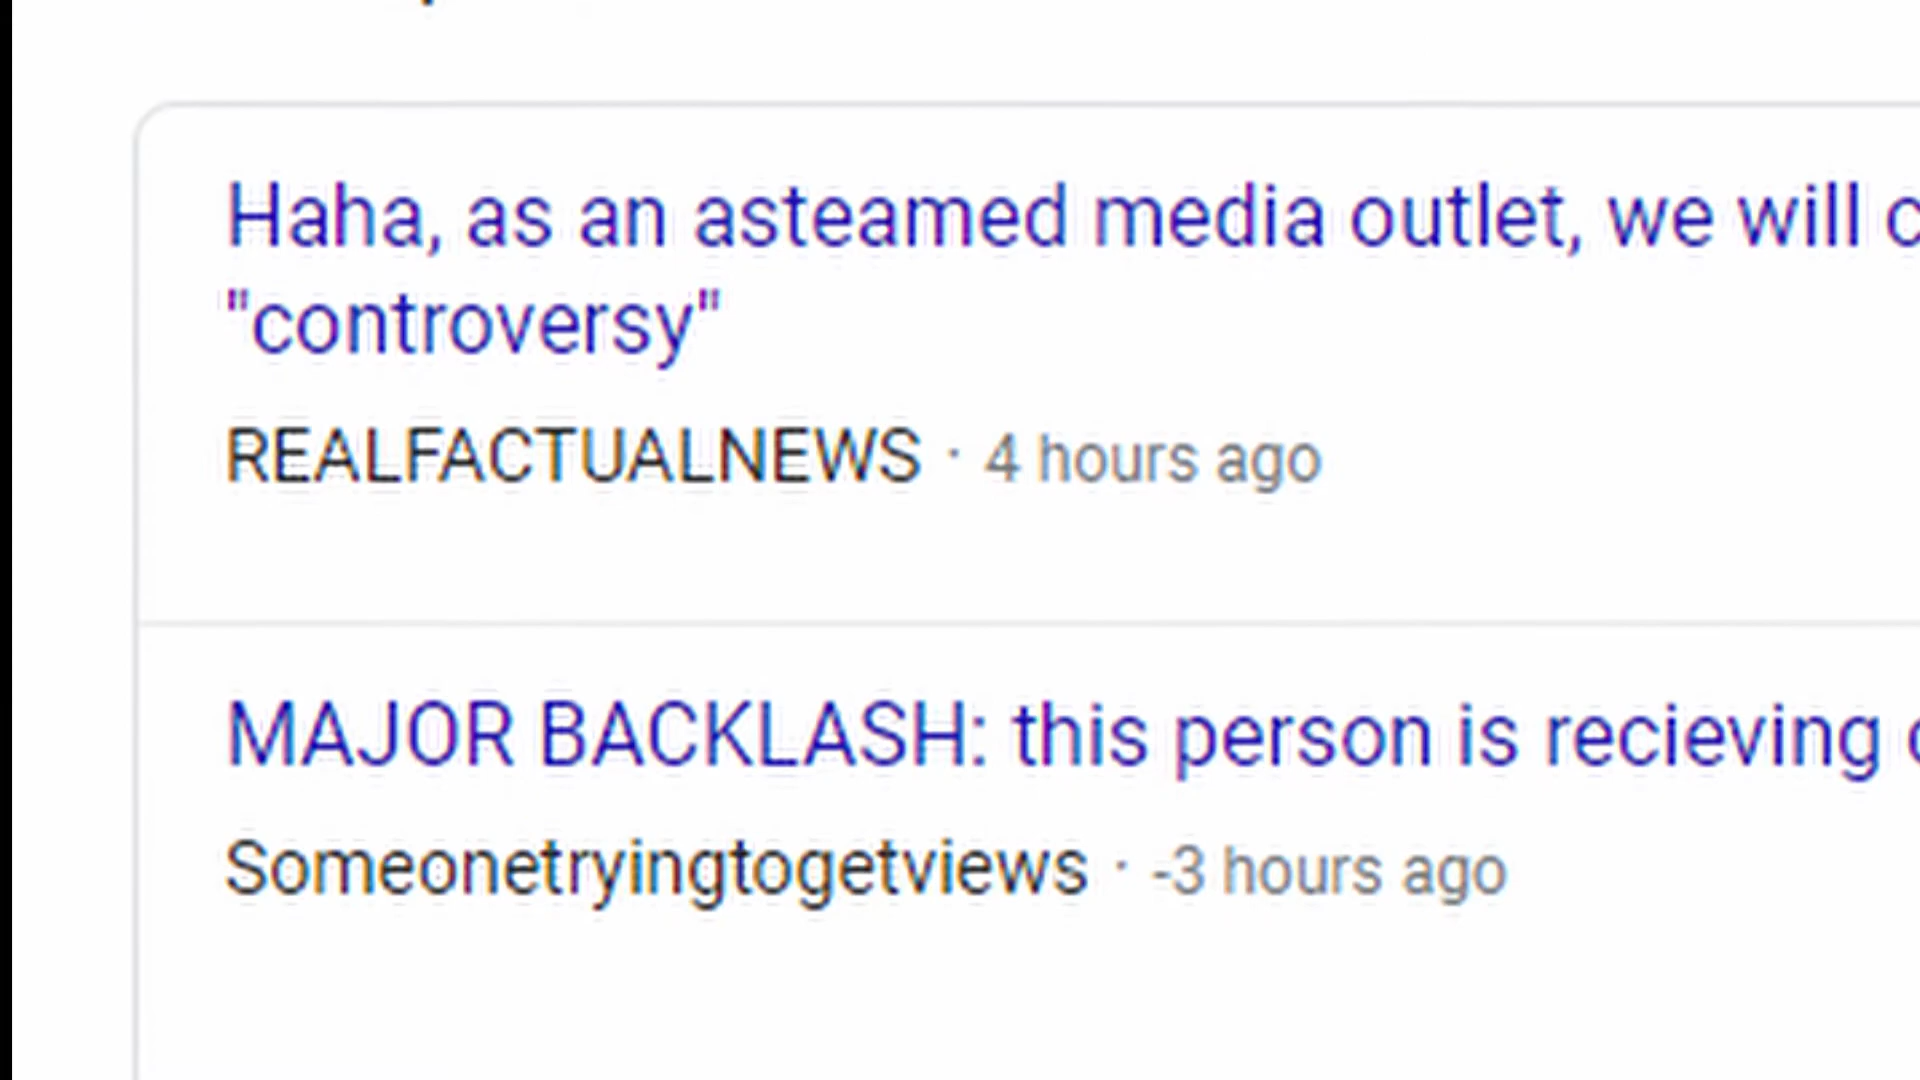 Haha, as an asteamed media outlet, we will
"controversy"
REALFACTUALNEWS · 4 hours ago
MAJOR BACKLASH: this person is recieving
Someonetryingtogetviews · -3 hours ago